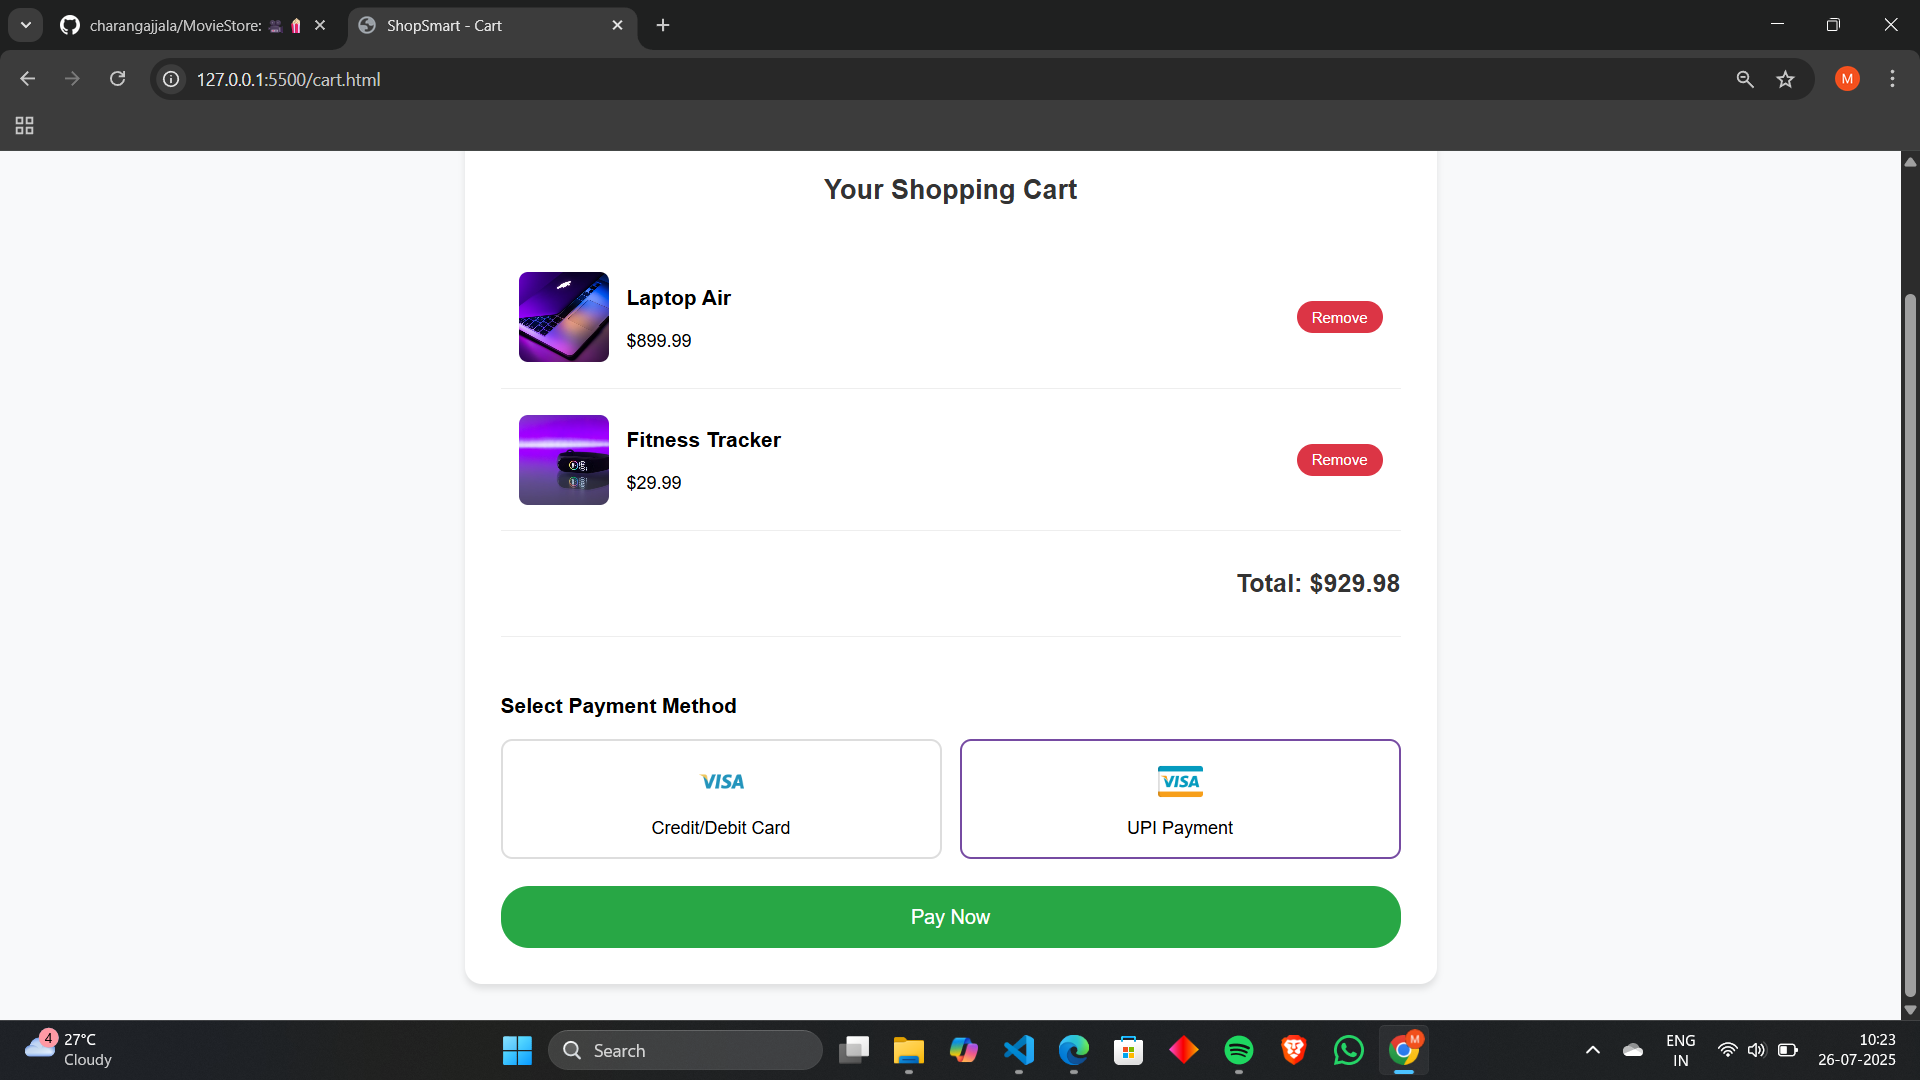 charangajjala/MovieStore: 🎥 🍿
ShopSmart - Cart
127.0.0.1:5500/cart.html
M
Your Shopping Cart
Laptop Air
$899.99
Remove
Fitness Tracker
$29.99
Remove
Total: $929.98
Select Payment Method
VISA
Credit/Debit Card
VISA
UPI Payment
Pay Now
4
27°C
Cloudy
Search
M
ENG
IN
10:23
26-07-2025